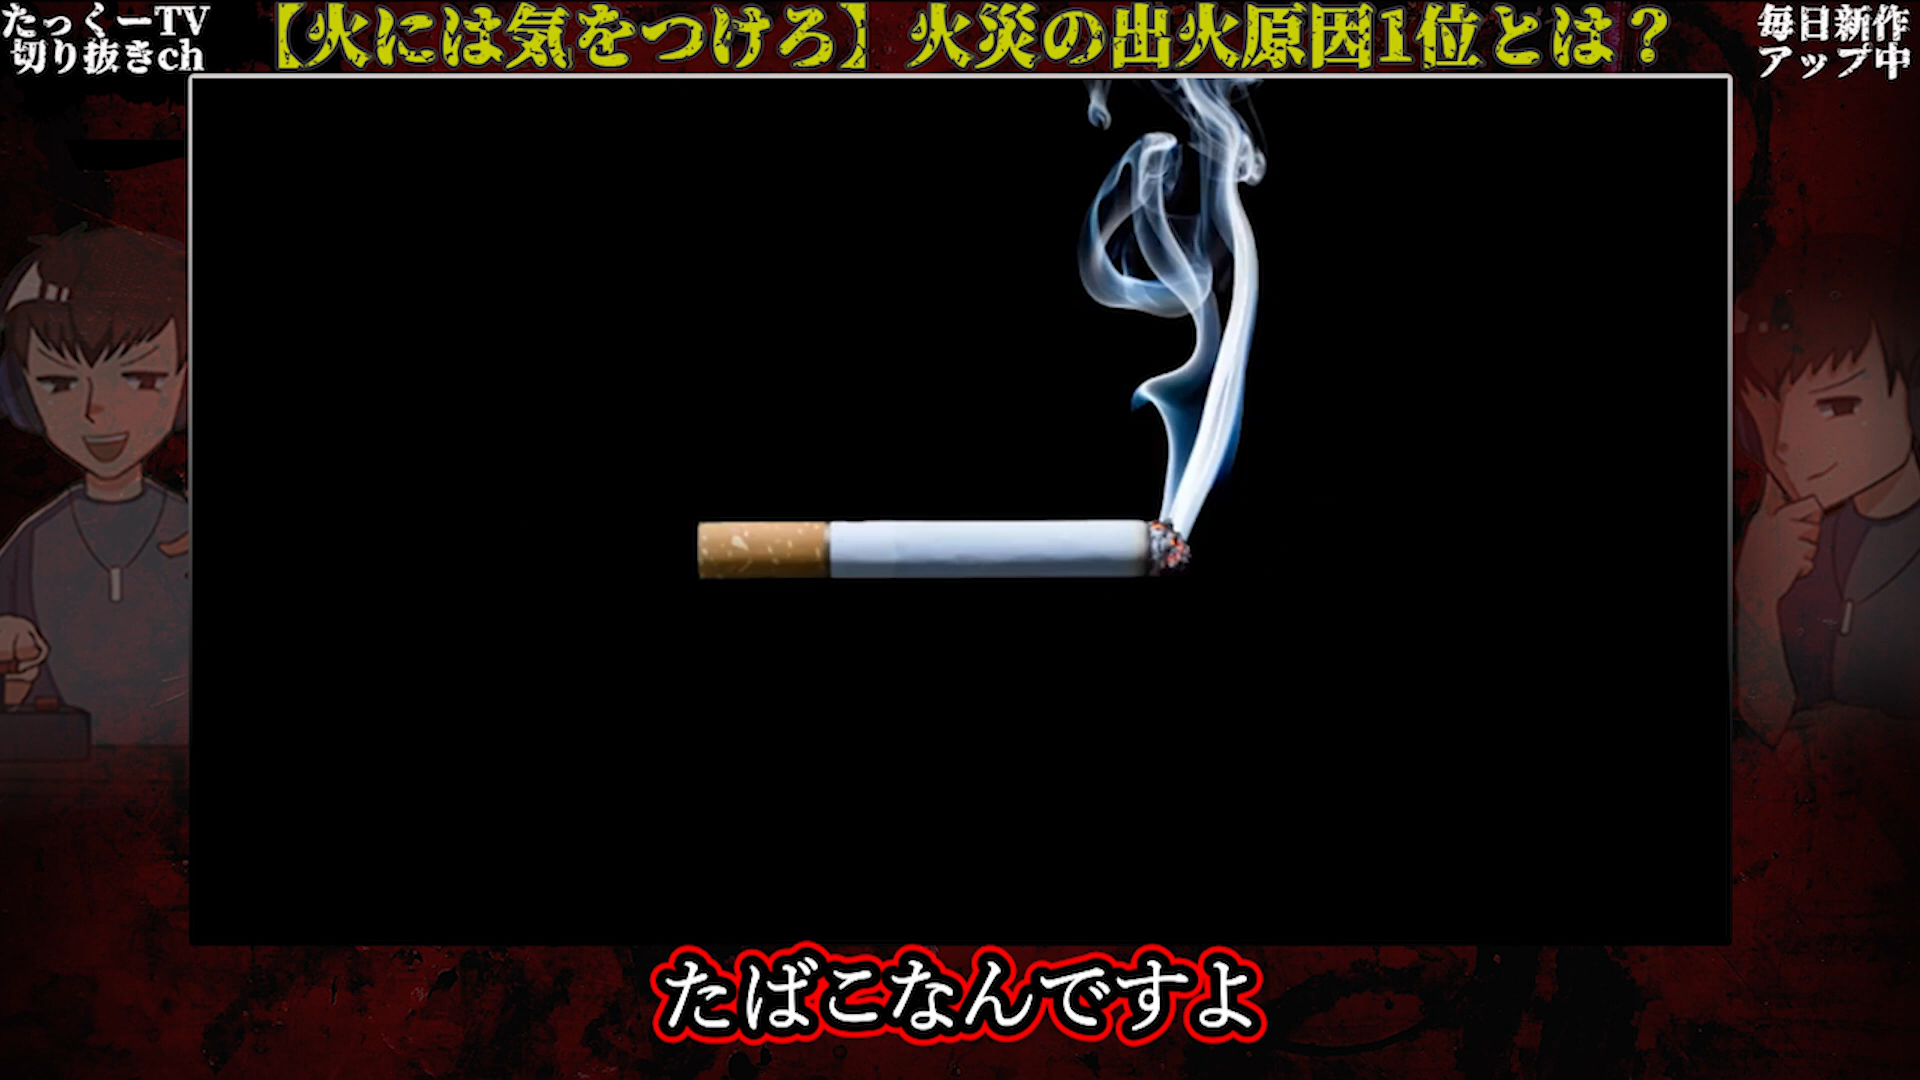 たっくーTV
切り抜きch
【火には気をつけろ】火災の出火原因1位とは？
毎日新作
アップ中
たばこなんですよ